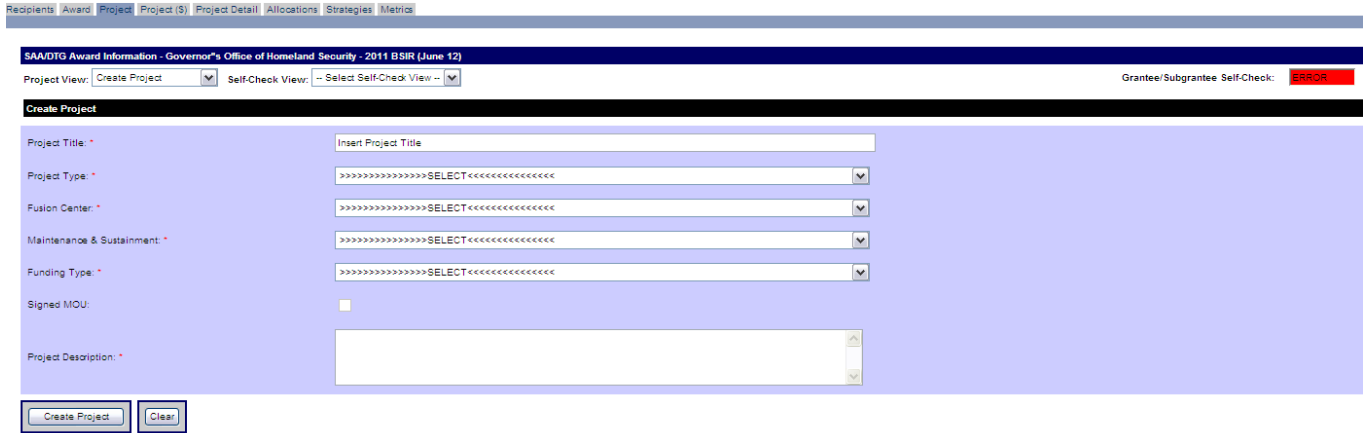 Recipients Award Project Project ($) Project Detail Allocations Strategies Metrics
SAA/DTG Award Information - Governor"s Office of Homeland Security - 2011 BSIR (June 12)
Project View: Create Project Self-Check View: -- Select Self-Check View -- Grantee/Subgrantee Self-Check: ERROR
Create Project
Project Title: * Insert Project Title
Project Type: * >>>>>>>>>>>>>>>SELECT<<<<<<<<<<<<<<<
Fusion Center: * >>>>>>>>>>>>>>>SELECT<<<<<<<<<<<<<<<
Maintenance & Sustainment: * >>>>>>>>>>>>>>>SELECT<<<<<<<<<<<<<<<
Funding Type: * >>>>>>>>>>>>>>>SELECT<<<<<<<<<<<<<<<
Signed MOU:
Project Description: *
Create Project Clear